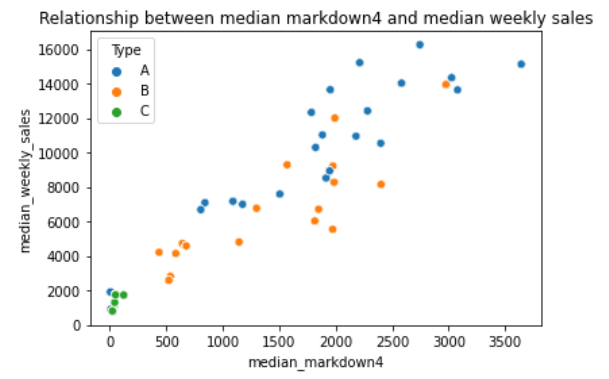 Relationship between median markdown4 and median weekly sales
Type
A
B
C
16000
14000
12000
10000
8000
6000
4000
2000
0
median_weekly_sales
0 500 1000 1500 2000 2500 3000 3500
median_markdown4